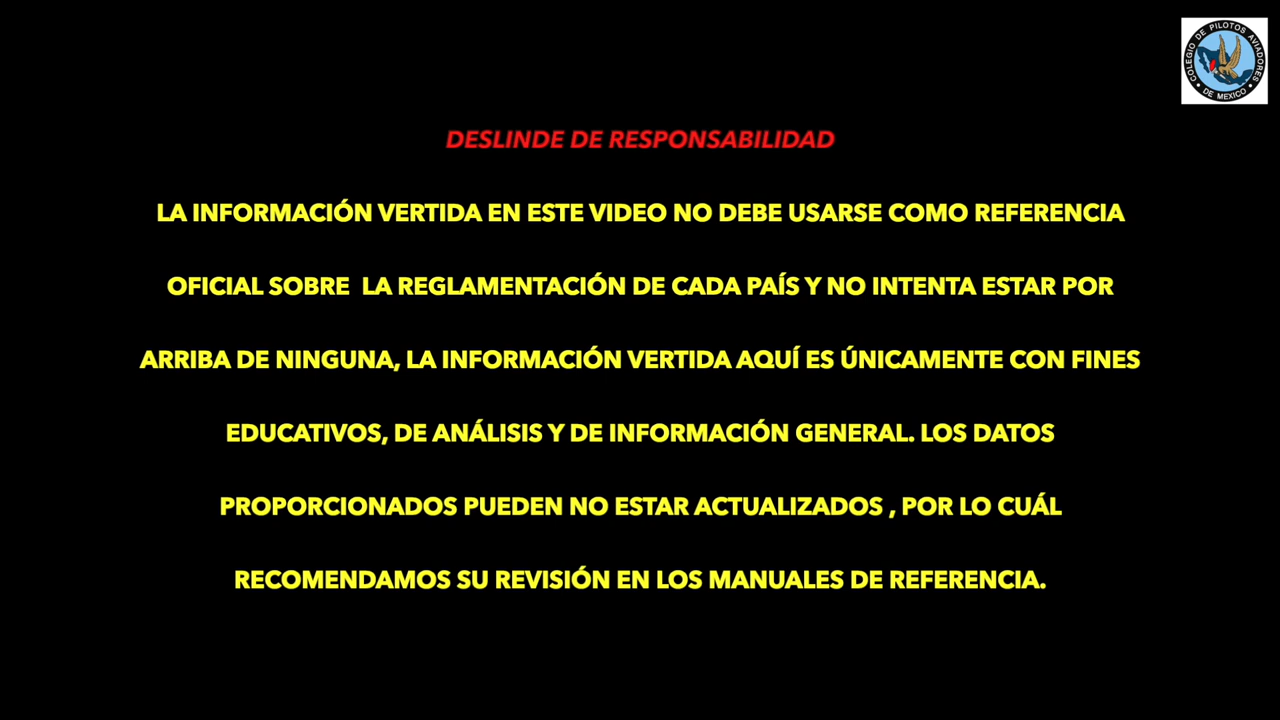 COLEGIO DE PILOTOS AVIADORES
DE MEXICO
DESLINDE DE RESPONSABILIDAD
LA INFORMACIÓN VERTIDA EN ESTE VIDEO NO DEBE USARSE COMO REFERENCIA
OFICIAL SOBRE LA REGLAMENTACIÓN DE CADA PAÍS Y NO INTENTA ESTAR POR
ARRIBA DE NINGUNA, LA INFORMACIÓN VERTIDA AQUÍ ES ÚNICAMENTE CON FINES
EDUCATIVOS, DE ANÁLISIS Y DE INFORMACIÓN GENERAL. LOS DATOS
PROPORCIONADOS PUEDEN NO ESTAR ACTUALIZADOS , POR LO CUÁL
RECOMENDAMOS SU REVISIÓN EN LOS MANUALES DE REFERENCIA.